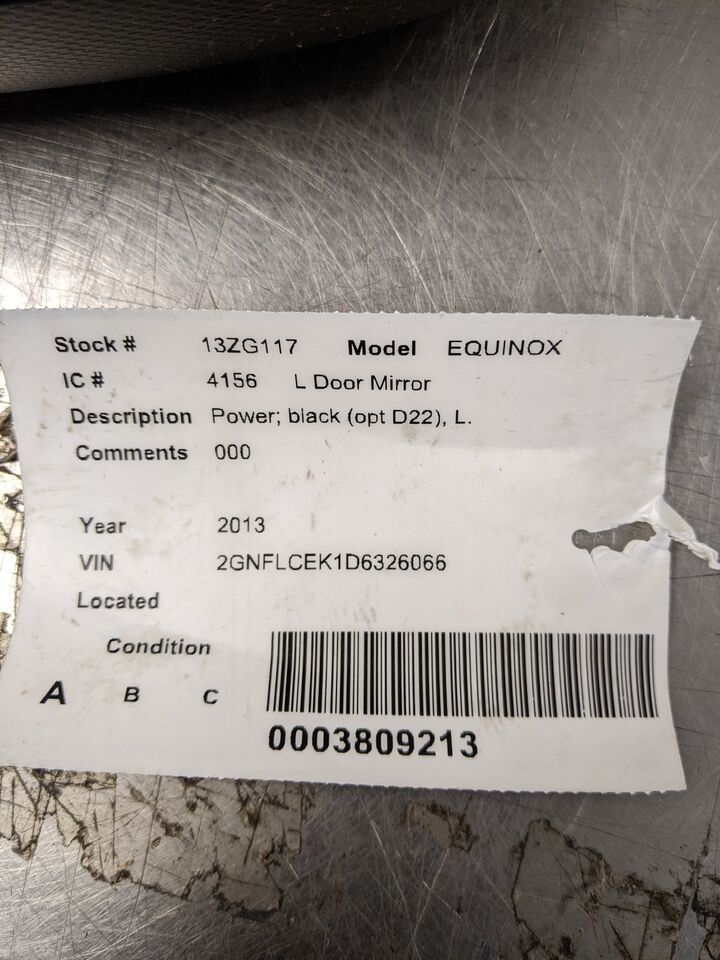 Stock # 13ZG117 Model EQUINOX
IC # 4156 L Door Mirror
Description Power; black (opt D22), L.
Comments 000
Year 2013
VIN 2GNFLCEK1D6326066
Located
Condition
A B C
0003809213